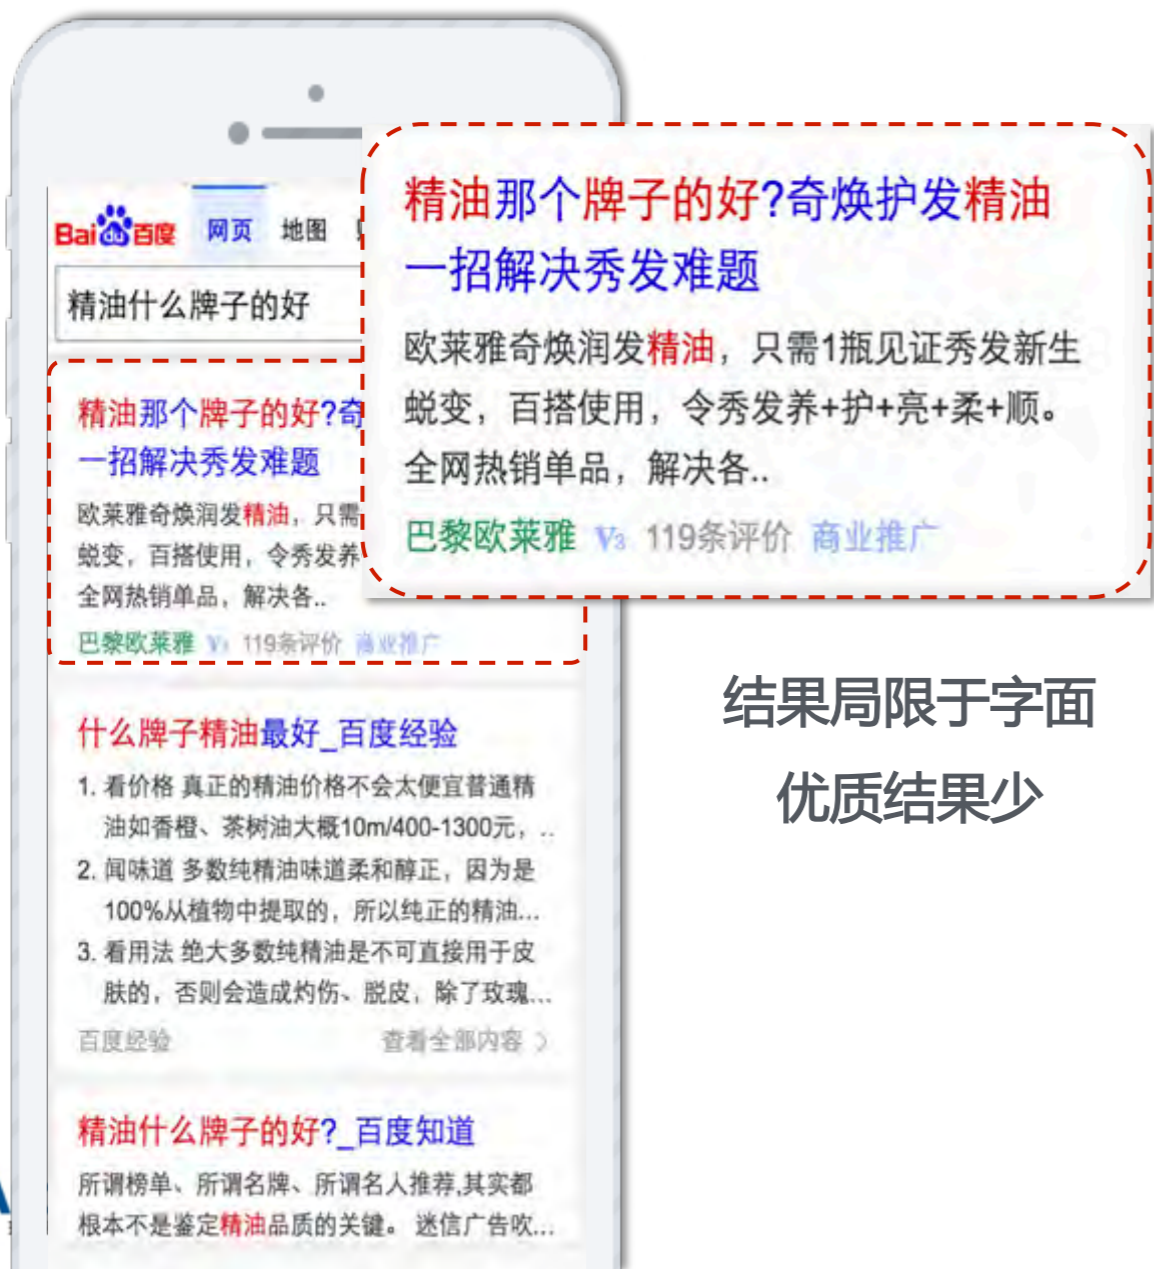 Bai du 百度 网页 地图
精油什么牌子的好
精油那个牌子的好?奇
一招解决秀发难题
欧莱雅奇焕润发精油，只需
蜕变，百搭使用，令秀发养
全网热销单品，解决各..
巴黎欧莱雅 V3 119条评价 商业推广
精油那个牌子的好?奇焕护发精油
一招解决秀发难题
欧莱雅奇焕润发精油，只需1瓶见证秀发新生
蜕变，百搭使用，令秀发养+护+亮+柔+顺。
全网热销单品，解决各..
巴黎欧莱雅 V3 119条评价 商业推广
结果局限于字面
优质结果少
什么牌子精油最好_百度经验
1. 看价格 真正的精油价格不会太便宜普通精
油如香橙、茶树油大概10m/400-1300元，..
2. 闻味道 多数纯精油味道柔和醇正，因为是
100%从植物中提取的，所以纯正的精油...
3. 看用法 绝大多数纯精油是不可直接用于皮
肤的，否则会造成灼伤、脱皮，除了玫瑰...
百度经验 查看全部内容 〉
精油什么牌子的好?_百度知道
所谓榜单、所谓名牌、所谓名人推荐,其实都
根本不是鉴定精油品质的关键。 迷信广告吹...